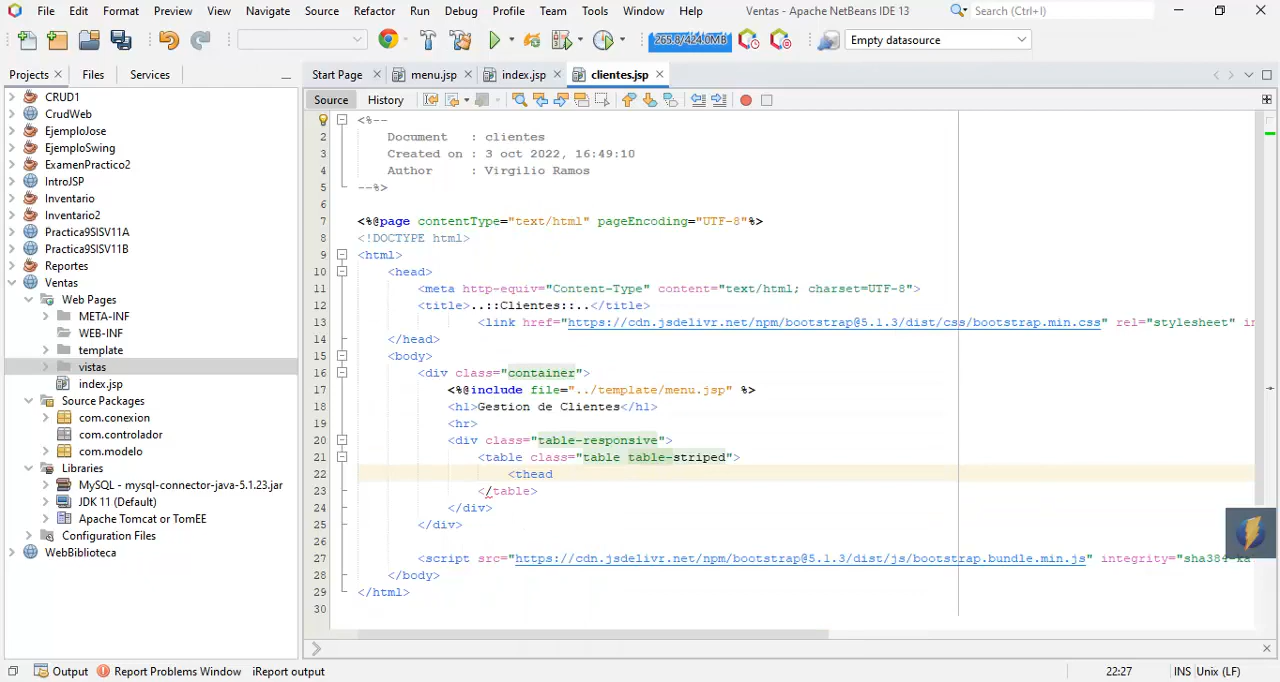 File Edit Format Preview View Navigate Source Refactor Run Debug Profile Team Tools Window Help Ventas - Apache NetBeans IDE 13 Search (Ctrl+I)
255.8/424.0MB Empty datasource
Projects Files Services Start Page menu.jsp index.jsp clientes.jsp
Source History
CRUD1
CrudWeb
EjemploJose
EjemploSwing
ExamenPractico2
IntroJSP
Inventario
Inventario2
Practica9SISV11A
Practica9SISV11B
Reportes
Ventas
Web Pages
META-INF
WEB-INF
template
vistas
index.jsp
Source Packages
com.conexion
com.controlador
com.modelo
Libraries
MySQL - mysql-connector-java-5.1.23.jar
JDK 11 (Default)
Apache Tomcat or TomEE
Configuration Files
WebBiblioteca
<%--
2 Document : clientes
3 Created on : 3 oct 2022, 16:49:10
4 Author : Virgilio Ramos
5 --%>
6
7 <%@page contentType="text/html" pageEncoding="UTF-8"%>
8 <!DOCTYPE html>
9 <html>
10 <head>
11 <meta http-equiv="Content-Type" content="text/html; charset=UTF-8">
12 <title>..::Clientes::..</title>
13 <link href="https://cdn.jsdelivr.net/npm/bootstrap@5.1.3/dist/css/bootstrap.min.css" rel="stylesheet" in
14 </head>
15 <body>
16 <div class="container">
17 <%@include file="../template/menu.jsp" %>
18 <h1>Gestion de Clientes</h1>
19 <hr>
20 <div class="table-responsive">
21 <table class="table table-striped">
22 <thead
23 </table>
24 </div>
25 </div>
26
27 <script src="https://cdn.jsdelivr.net/npm/bootstrap@5.1.3/dist/js/bootstrap.bundle.min.js" integrity="sha384-ka
28 </body>
29 </html>
30
Output Report Problems Window iReport output 22:27 INS Unix (LF)